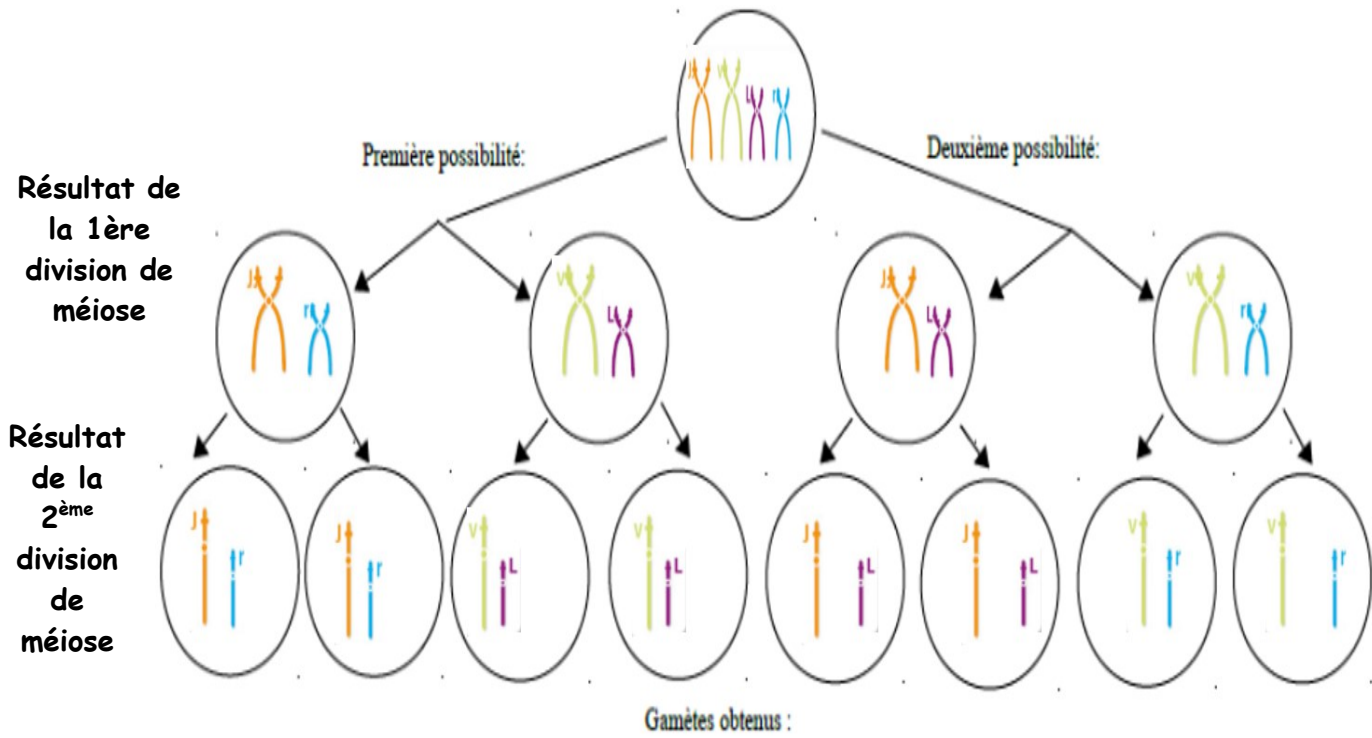 J V L r
Première possibilité:
Deuxième possibilité:
Résultat de
la 1ère
division de
méiose
J r
V L
J L
V r
Résultat
de la
2ème
division
de
méiose
J r
J r
V L
V L
J L
J L
V r
V r
Gamètes obtenus :